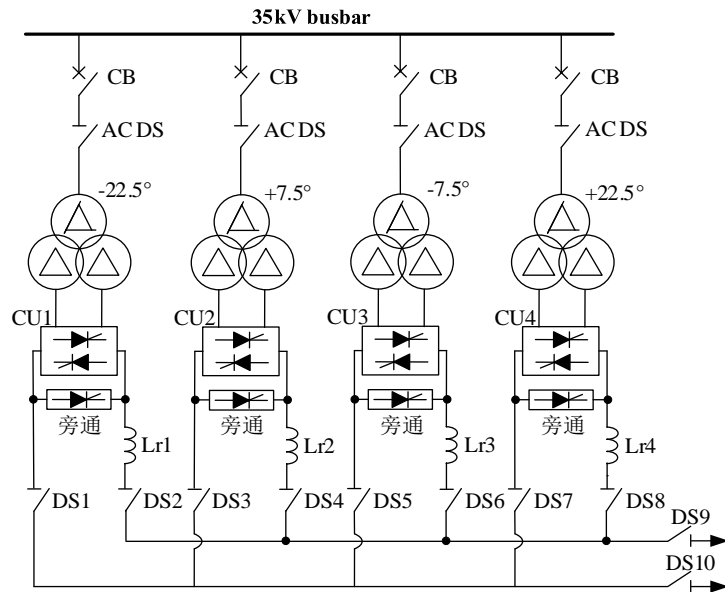 35kV busbar
CB CB CB CB
AC DS AC DS AC DS AC DS
-22.5° +7.5° -7.5° +22.5°
CU1 CU2 CU3 CU4
旁通 旁通 旁通 旁通
Lr1 Lr2 Lr3 Lr4
DS1 DS2 DS3 DS4 DS5 DS6 DS7 DS8
DS9
DS10